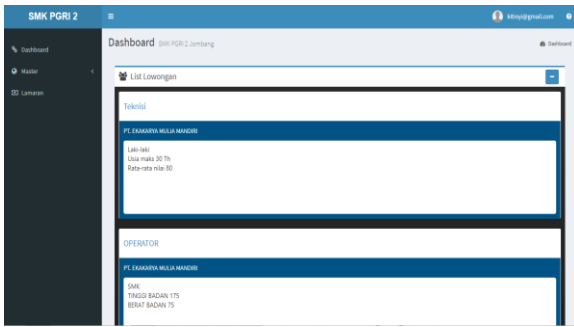 SMK PGRI 2
kitoyi@gmail.com
Dashboard
Master
Lamaran
Dashboard SMK PGRI 2 Jombang
Dashboard
List Lowongan
Teknisi
PT. EKAKARYA MULIA MANDIRI
Laki-laki
Usia maks 30 Th
Rata-rata nilai 80
OPERATOR
PT. EKAKARYA MULIA MANDIRI
SMK
TINGGI BADAN 175
BERAT BADAN 75